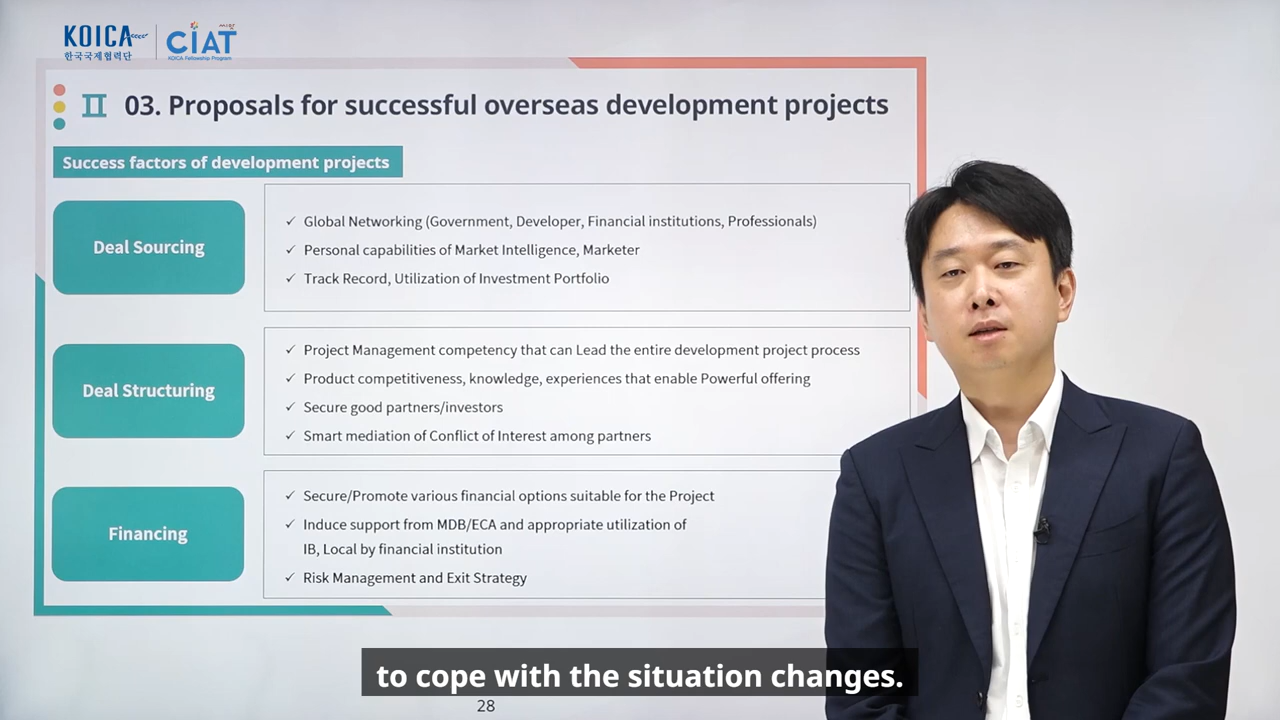 KOICA
한국국제협력단
CIAT
KOICA Fellowship Program
II 03. Proposals for successful overseas development projects
Success factors of development projects
Deal Sourcing
✓ Global Networking (Government, Developer, Financial institutions, Professionals)
✓ Personal capabilities of Market Intelligence, Marketer
✓ Track Record, Utilization of Investment Portfolio
Deal Structuring
✓ Project Management competency that can Lead the entire development project process
✓ Product competitiveness, knowledge, experiences that enable Powerful offering
✓ Secure good partners/investors
✓ Smart mediation of Conflict of Interest among partners
Financing
✓ Secure/Promote various financial options suitable for the Project
✓ Induce support from MDB/ECA and appropriate utilization of
IB, Local by financial institution
✓ Risk Management and Exit Strategy
to cope with the situation changes.
28